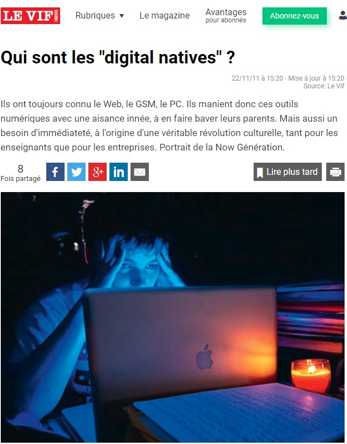 LE VIF
Rubriques ▼
Le magazine
Avantages
pour abonnés
Abonnez-vous
Qui sont les "digital natives" ?
22/11/11 à 15:20 - Mise à jour à 15:20
Source: Le Vif
Ils ont toujours connu le Web, le GSM, le PC. Ils manient donc ces outils
numériques avec une aisance innée, à en faire baver leurs parents. Mais aussi un
besoin d'immédiateté, à l'origine d'une véritable révolution culturelle, tant pour les
enseignants que pour les entreprises. Portrait de la Now Génération.
8
Fois partagé
Lire plus tard